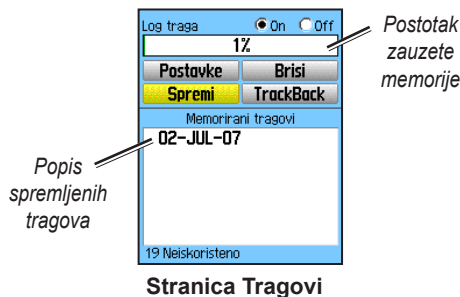 Log traga On Off
1%
Postavke Brisi
Spremi TrackBack
Memorirani tragovi
02-JUL-07
19 Neiskoristeno
Postotak
zauzete
memorije
Popis
spremljenih
tragova
Stranica Tragovi